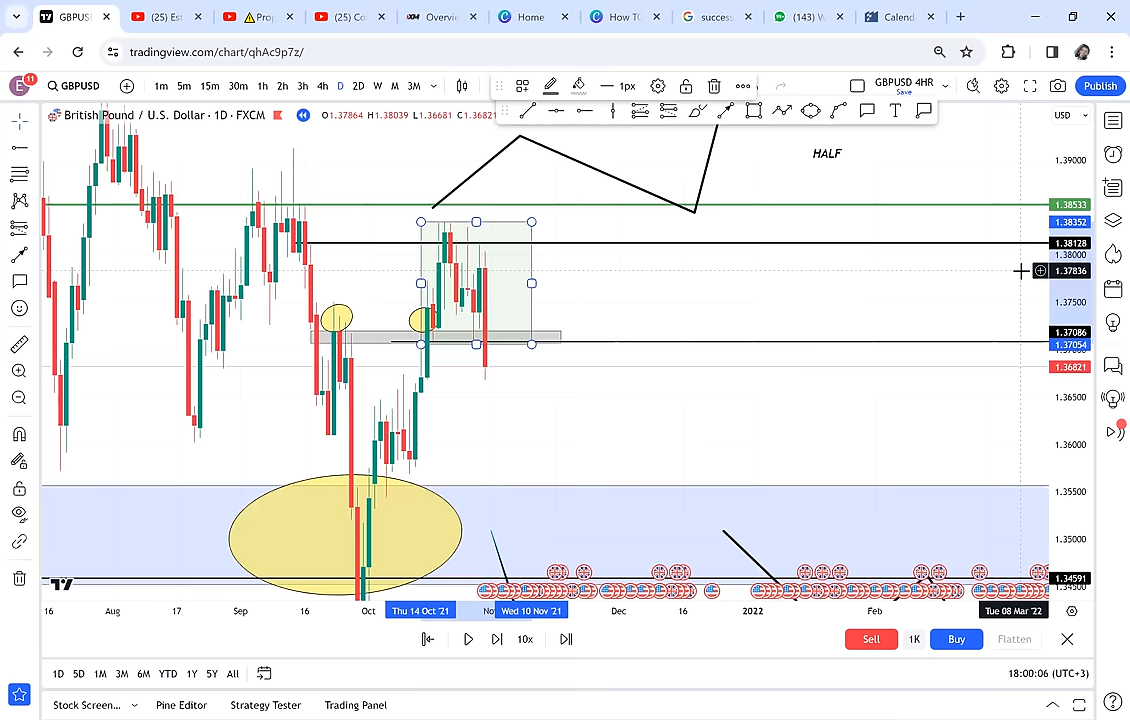 GBPUS
(25) Est
Prop
(25) Co
XM Overvie
Home
How TO
success
(143) W
Calend
tradingview.com/chart/qhAc9p7z/
E 11
GBPUSD
1m 5m 15m 30m 1h 2h 3h 4h D 2D W M 3M
1px
GBPUSD 4HR
Save
Publish
British Pound / U.S. Dollar · 1D · FXCM
O1.37864 H1.38039 L1.36681 C1.36821
USD
HALF
1.39000
1.38533
1.38352
1.38128
1.38000
1.37836
1.37500
1.37086
1.37054
1.36821
1.36500
1.36000
1.35500
1.35000
1.34591
16 Aug 17 Sep 16 Oct Thu 14 Oct '21 Wed 10 Nov '21 Dec 16 2022 Feb Tue 08 Mar '22
10x
Sell 1K Buy Flatten
1D 5D 1M 3M 6M YTD 1Y 5Y All
18:00:06 (UTC+3)
Stock Screen... Pine Editor Strategy Tester Trading Panel